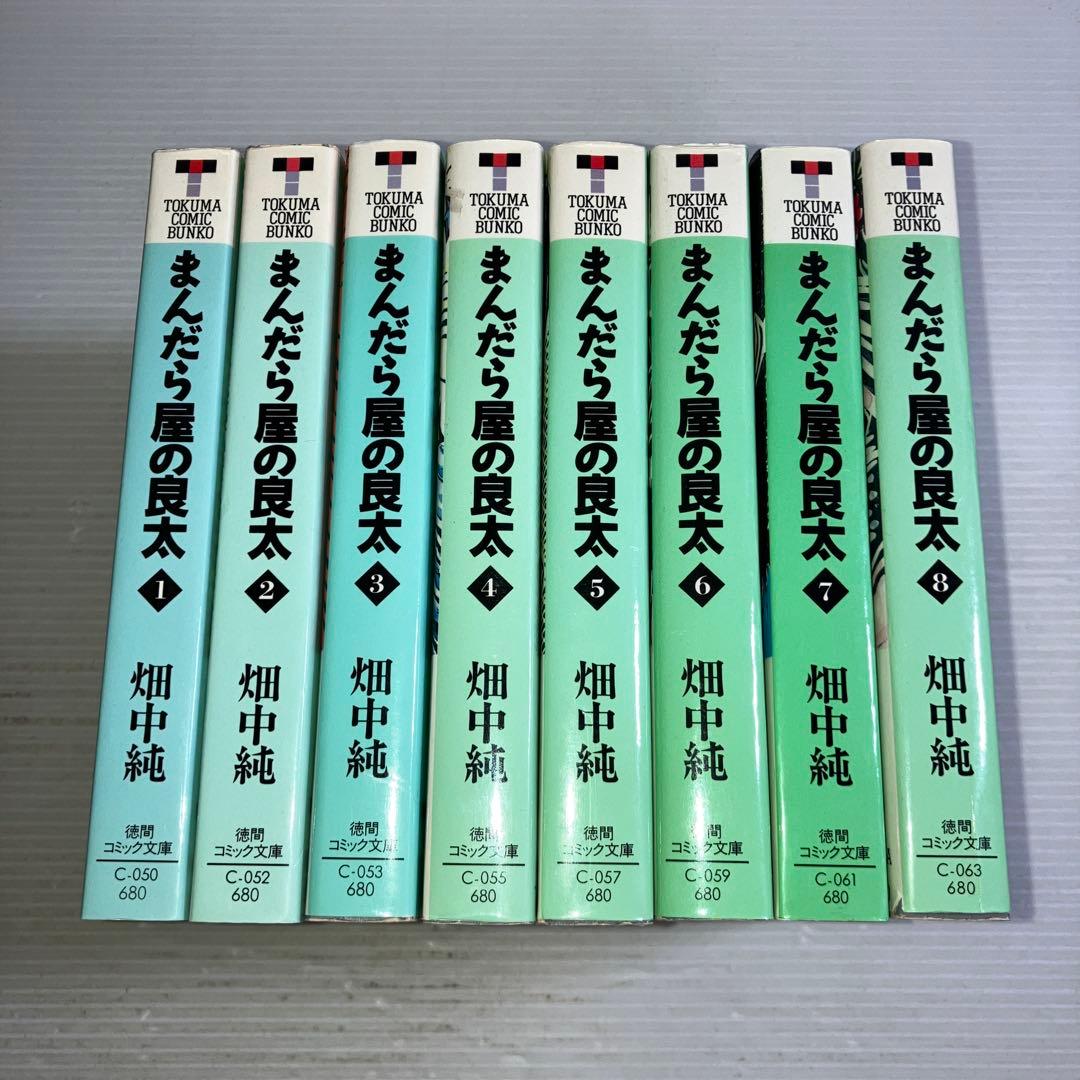 TOKUMA
COMIC
BUNKO
まんだら屋の良太
1
畑中純
徳間
コミック文庫
C-050
680
TOKUMA
COMIC
BUNKO
まんだら屋の良太
2
畑中純
徳間
コミック文庫
C-052
680
TOKUMA
COMIC
BUNKO
まんだら屋の良太
3
畑中純
徳間
コミック文庫
C-053
680
TOKUMA
COMIC
BUNKO
まんだら屋の良太
4
畑中純
徳間
コミック文庫
C-055
680
TOKUMA
COMIC
BUNKO
まんだら屋の良太
5
畑中純
徳間
コミック文庫
C-057
680
TOKUMA
COMIC
BUNKO
まんだら屋の良太
6
畑中純
徳間
コミック文庫
C-059
680
TOKUMA
COMIC
BUNKO
まんだら屋の良太
7
畑中純
徳間
コミック文庫
C-061
680
TOKUMA
COMIC
BUNKO
まんだら屋の良太
8
畑中純
徳間
コミック文庫
C-063
680